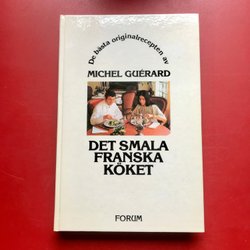 De bästa originalrecepten av
MICHEL GUÉRARD
DET SMALA
FRANSKA
KÖKET
FORUM